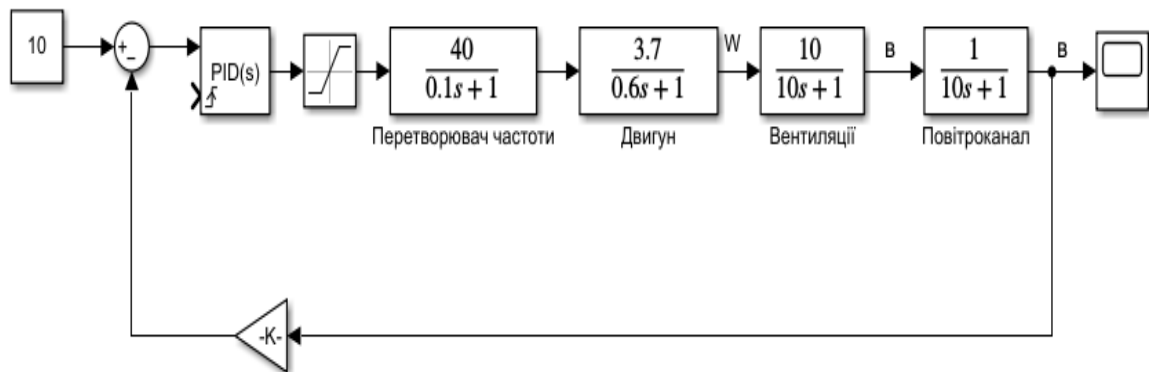 10
+
−
PID(s)
40
0.1s + 1
Перетворювач частоти
3.7
0.6s + 1
Двигун
W
10
10s + 1
Вентиляції
в
1
10s + 1
Повітроканал
в
-K-